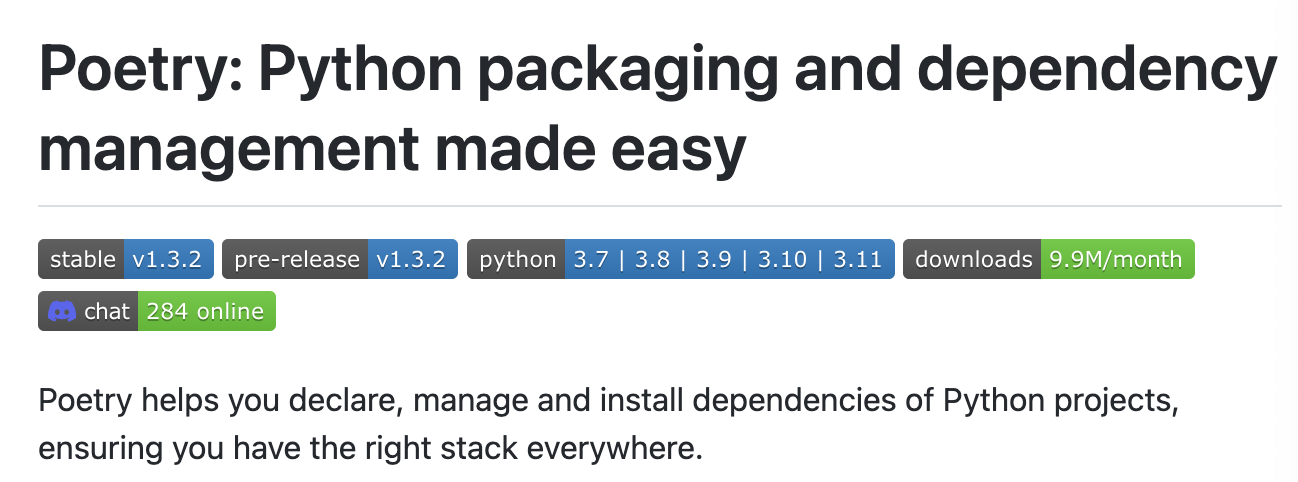 Poetry: Python packaging and dependency
management made easy
stable v1.3.2 pre-release v1.3.2 python 3.7 | 3.8 | 3.9 | 3.10 | 3.11 downloads 9.9M/month
chat 284 online
Poetry helps you declare, manage and install dependencies of Python projects,
ensuring you have the right stack everywhere.